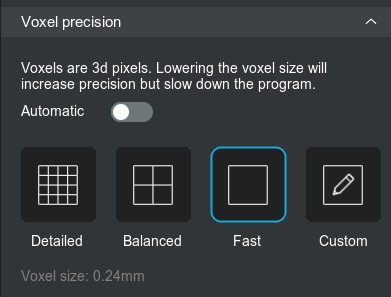 Voxel precision
Voxels are 3d pixels. Lowering the voxel size will
increase precision but slow down the program.
Automatic
Detailed Balanced Fast Custom
Voxel size: 0.24mm